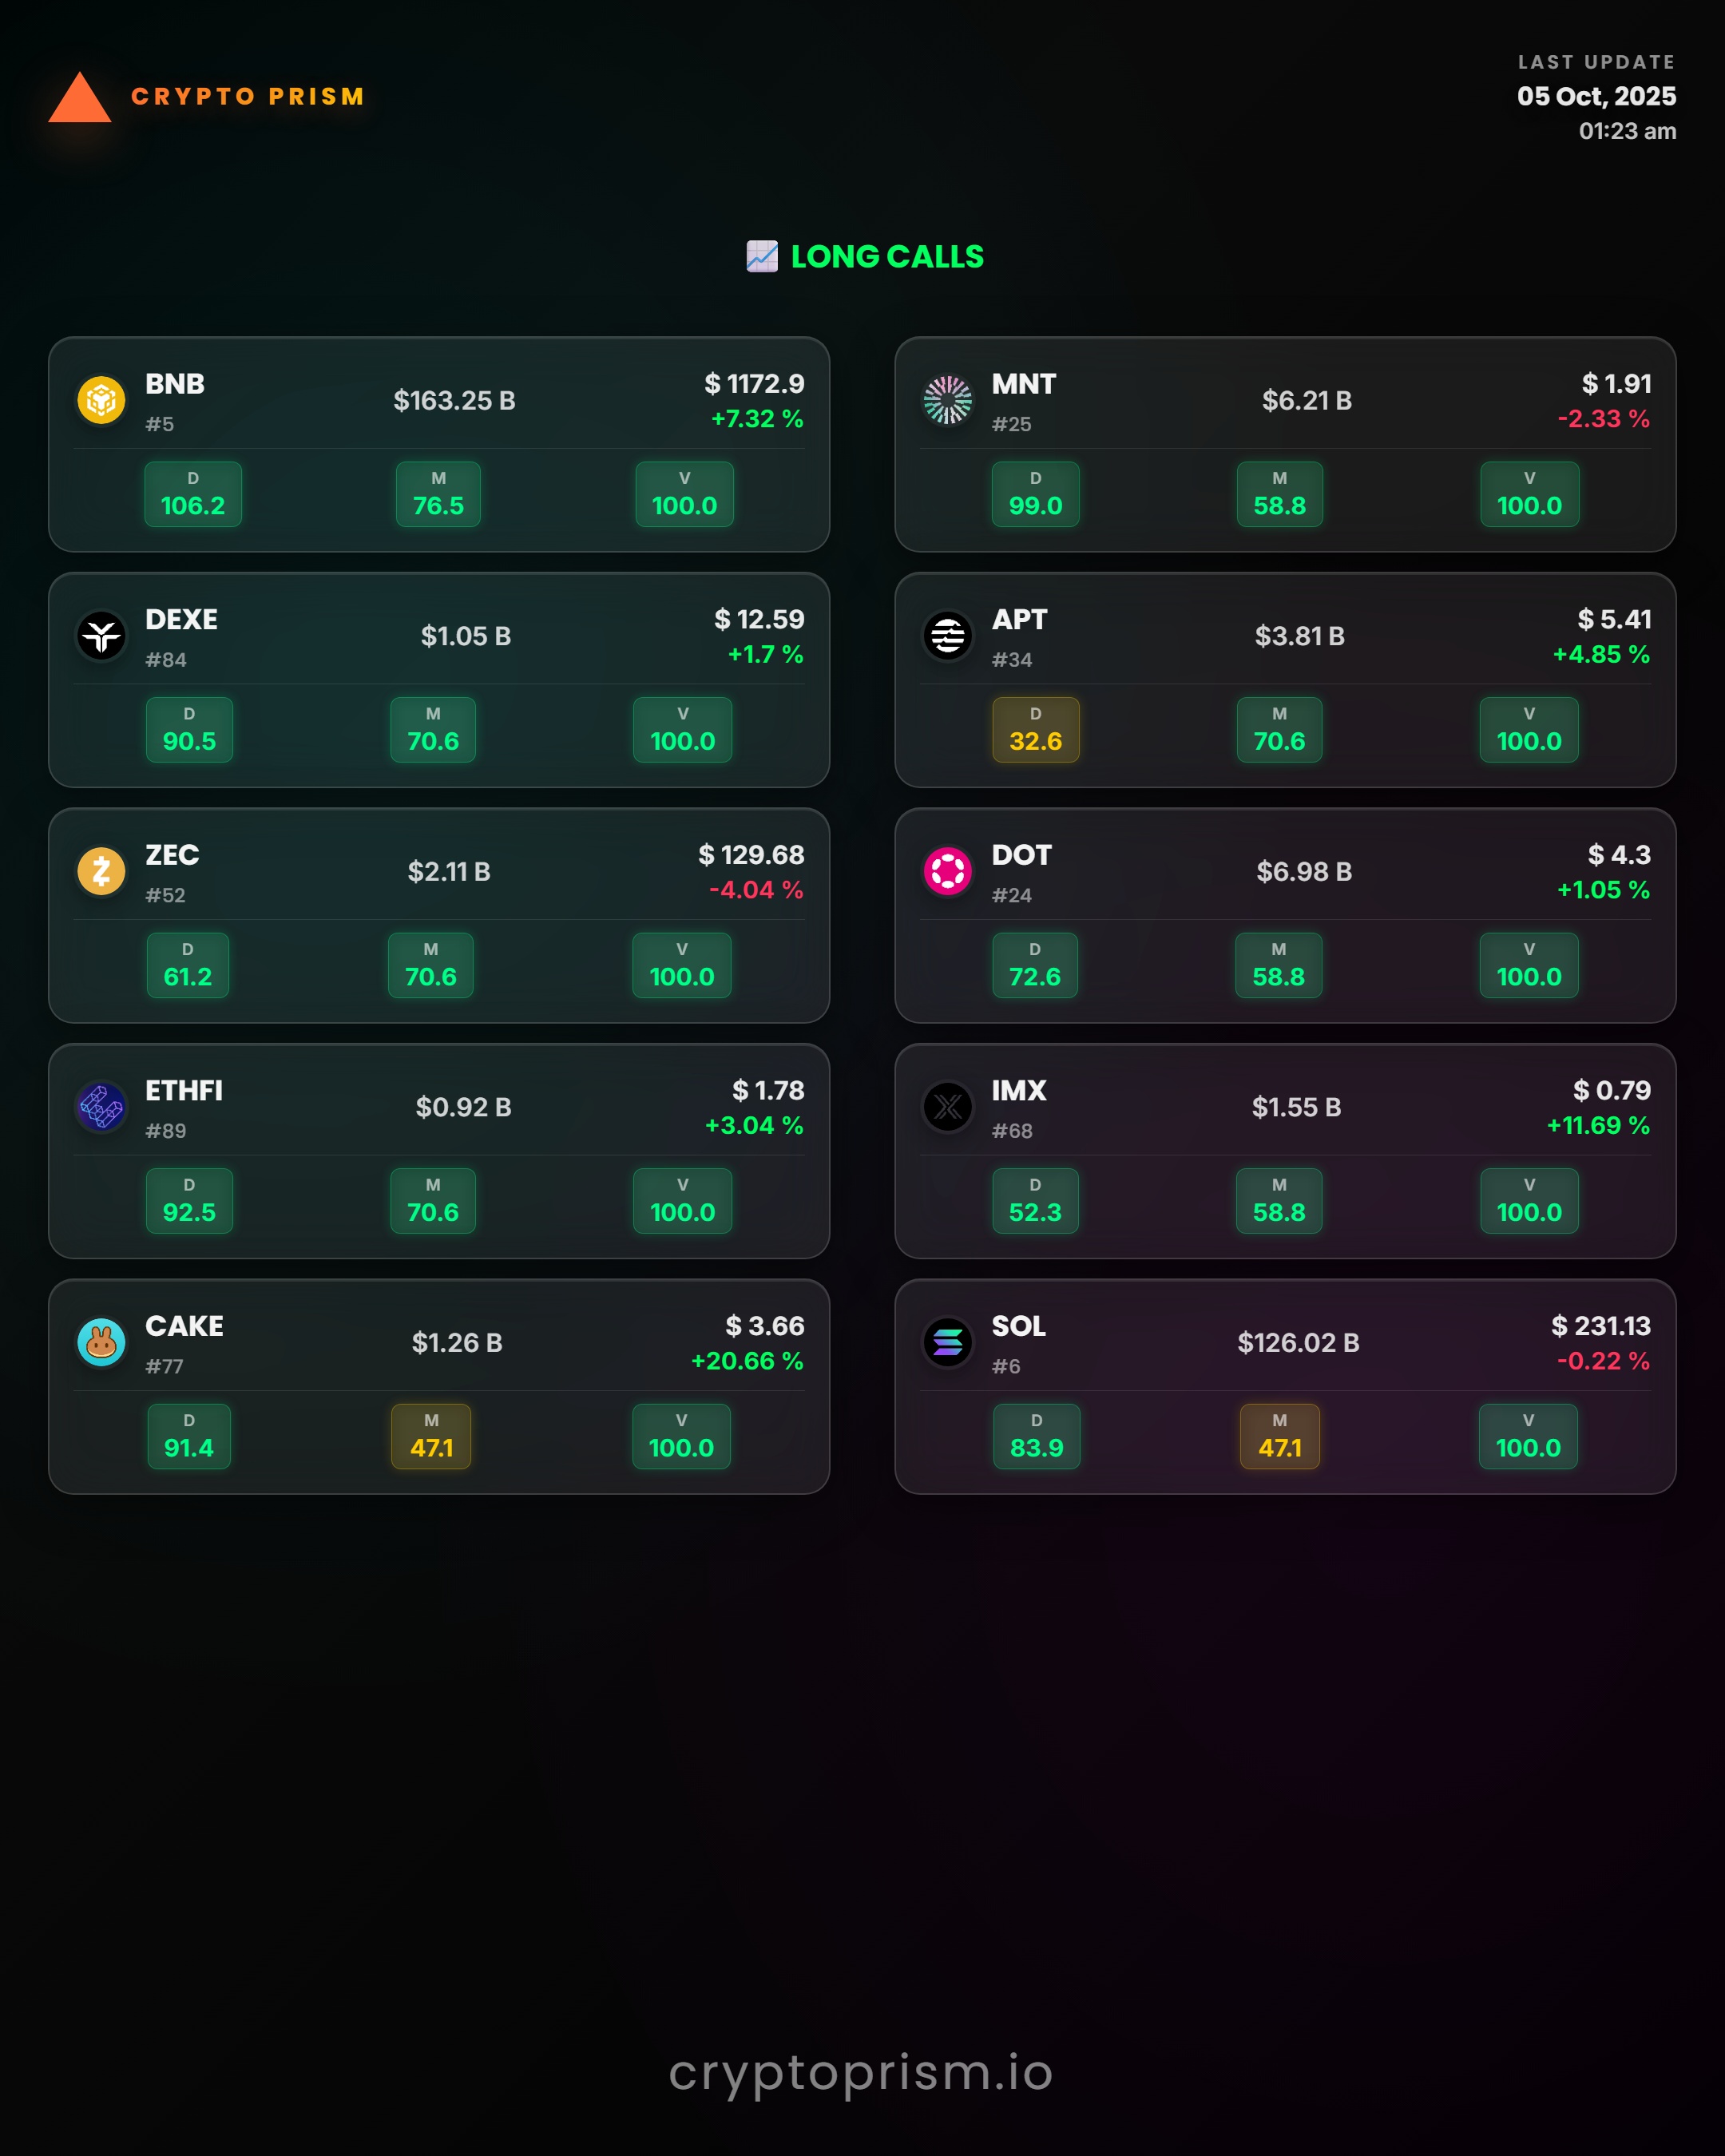 CRYPTO PRISM
LAST UPDATE
05 Oct, 2025
01:23 am
LONG CALLS
BNB
#5
$163.25 B
$ 1172.9
+7.32 %
D
106.2
M
76.5
V
100.0
MNT
#25
$6.21 B
$ 1.91
-2.33 %
D
99.0
M
58.8
V
100.0
DEXE
#84
$1.05 B
$ 12.59
+1.7 %
D
90.5
M
70.6
V
100.0
APT
#34
$3.81 B
$ 5.41
+4.85 %
D
32.6
M
70.6
V
100.0
ZEC
#52
$2.11 B
$ 129.68
-4.04 %
D
61.2
M
70.6
V
100.0
DOT
#24
$6.98 B
$ 4.3
+1.05 %
D
72.6
M
58.8
V
100.0
ETHFI
#89
$0.92 B
$ 1.78
+3.04 %
D
92.5
M
70.6
V
100.0
IMX
#68
$1.55 B
$ 0.79
+11.69 %
D
52.3
M
58.8
V
100.0
CAKE
#77
$1.26 B
$ 3.66
+20.66 %
D
91.4
M
47.1
V
100.0
SOL
#6
$126.02 B
$ 231.13
-0.22 %
D
83.9
M
47.1
V
100.0
cryptoprism.io